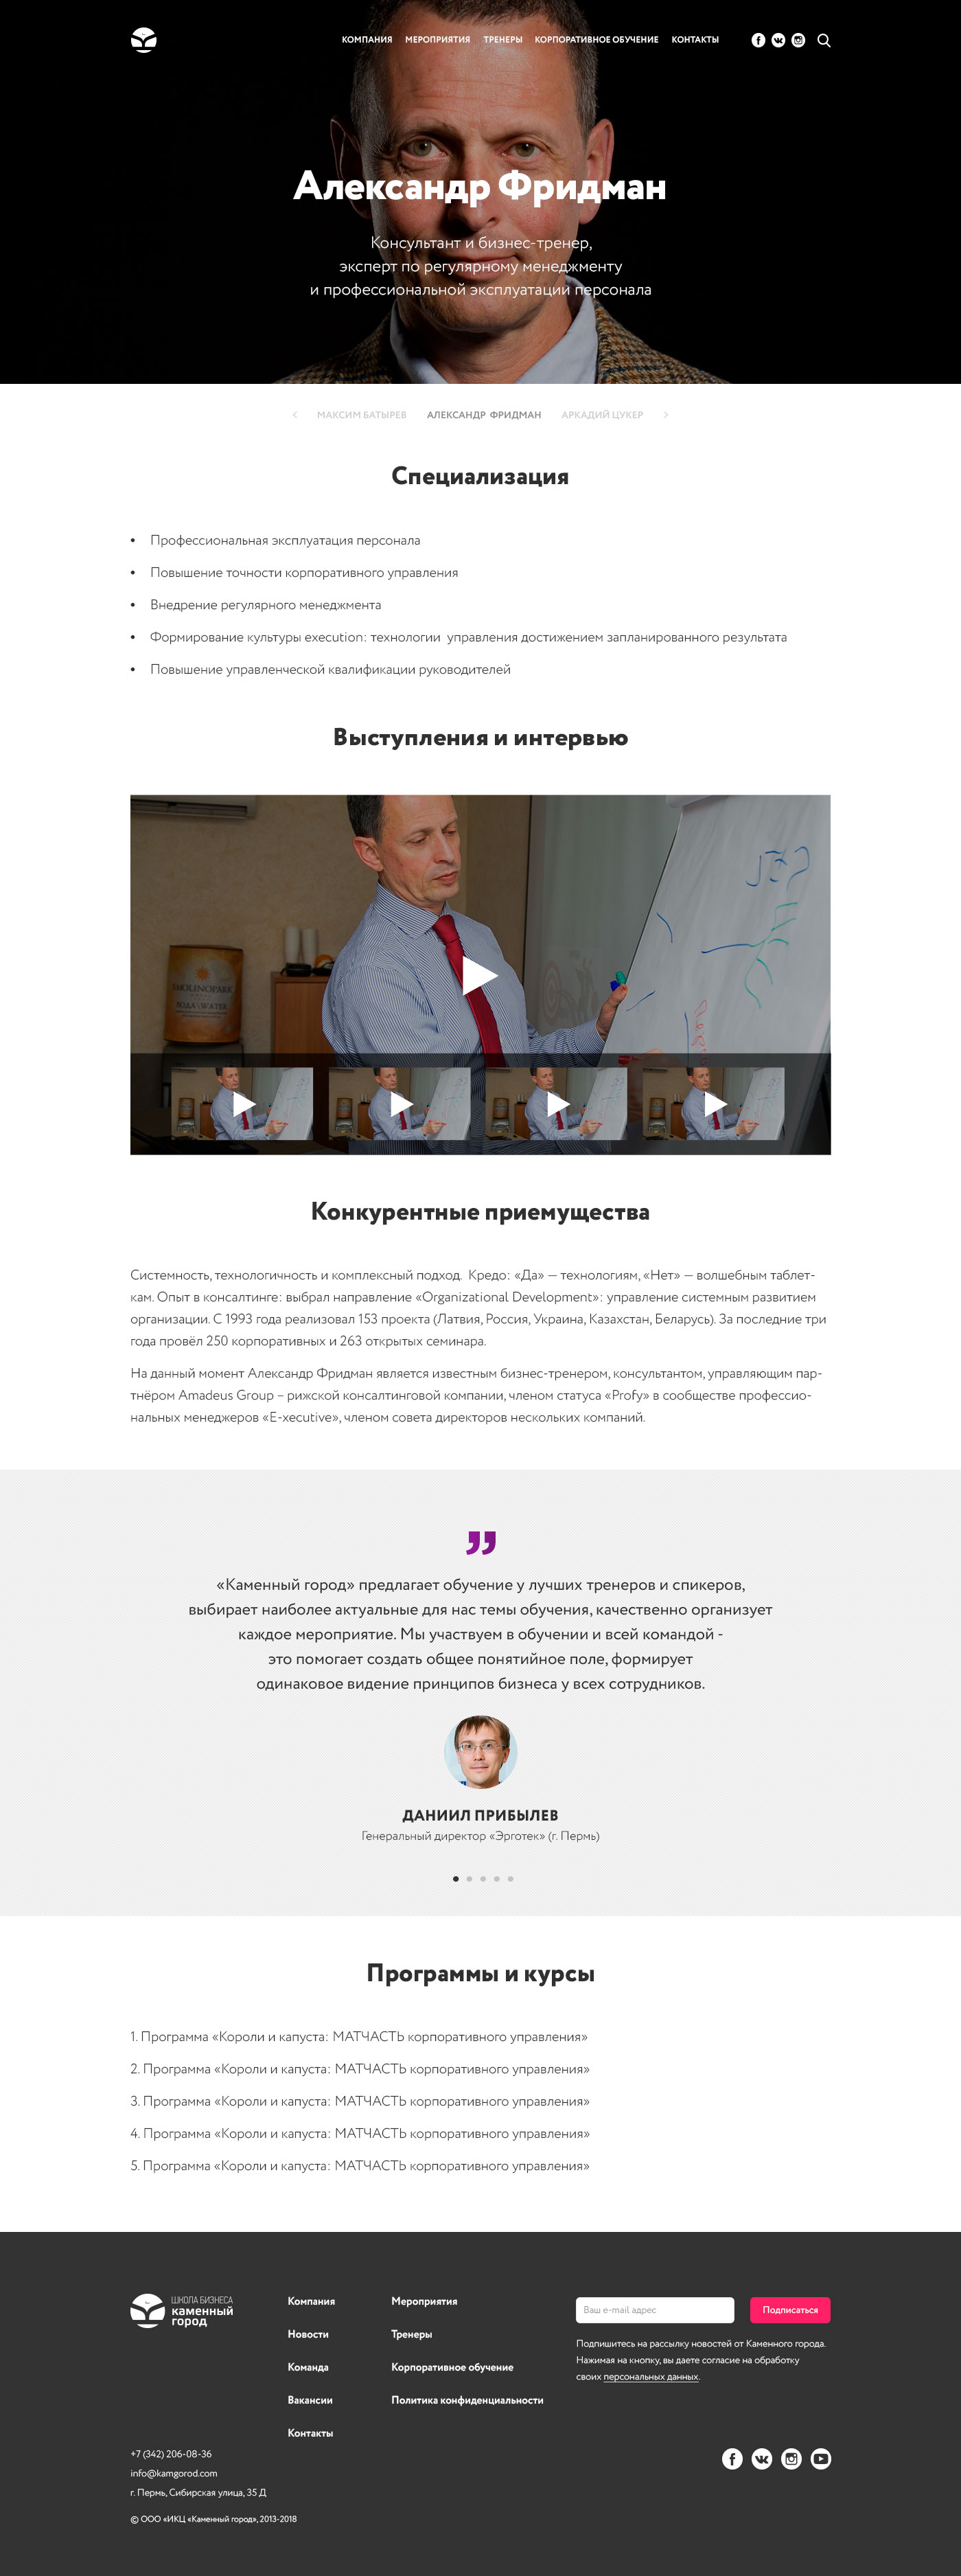 КОМПАНИЯ МЕРОПРИЯТИЯ ТРЕНЕРЫ КОРПОРАТИВНОЕ ОБУЧЕНИЕ КОНТАКТЫ
Александр Фридман
Консультант и бизнес-тренер,
эксперт по регулярному менеджменту
и профессиональной эксплуатации персонала
< МАКСИМ БАТЫРЕВ АЛЕКСАНДР ФРИДМАН АРКАДИЙ ЦУКЕР >
Специализация
• Профессиональная эксплуатация персонала
• Повышение точности корпоративного управления
• Внедрение регулярного менеджмента
• Формирование культуры execution: технологии управления достижением запланированного результата
• Повышение управленческой квалификации руководителей
Выступления и интервью
SMOLINOPARK
ВОДА WATER
Конкурентные приемущества
Системность, технологичность и комплексный подход. Кредо: «Да» — технологиям, «Нет» — волшебным таблет-
кам. Опыт в консалтинге: выбрал направление «Organizational Development»: управление системным развитием
организации. С 1993 года реализовал 153 проекта (Латвия, Россия, Украина, Казахстан, Беларусь). За последние три
года провёл 250 корпоративных и 263 открытых семинара.
На данный момент Александр Фридман является известным бизнес-тренером, консультантом, управляющим пар-
тнёром Amadeus Group – рижской консалтинговой компании, членом статуса «Profy» в сообществе профессио-
нальных менеджеров «E-xecutive», членом совета директоров нескольких компаний.
”
«Каменный город» предлагает обучение у лучших тренеров и спикеров,
выбирает наиболее актуальные для нас темы обучения, качественно организует
каждое мероприятие. Мы участвуем в обучении и всей командой -
это помогает создать общее понятийное поле, формирует
одинаковое видение принципов бизнеса у всех сотрудников.
ДАНИИЛ ПРИБЫЛЕВ
Генеральный директор «Эрготек» (г. Пермь)
Программы и курсы
1. Программа «Короли и капуста: МАТЧАСТЬ корпоративного управления»
2. Программа «Короли и капуста: МАТЧАСТЬ корпоративного управления»
3. Программа «Короли и капуста: МАТЧАСТЬ корпоративного управления»
4. Программа «Короли и капуста: МАТЧАСТЬ корпоративного управления»
5. Программа «Короли и капуста: МАТЧАСТЬ корпоративного управления»
ШКОЛА БИЗНЕСА
каменный
город
Компания
Новости
Команда
Вакансии
Контакты
Мероприятия
Тренеры
Корпоративное обучение
Политика конфиденциальности
Ваш e-mail адрес
Подписаться
Подпишитесь на рассылку новостей от Каменного города.
Нажимая на кнопку, вы даете согласие на обработку
своих персональных данных.
+7 (342) 206-08-36
info@kamgorod.com
г. Пермь, Сибирская улица, 35 Д
© ООО «ИКЦ «Каменный город», 2013-2018